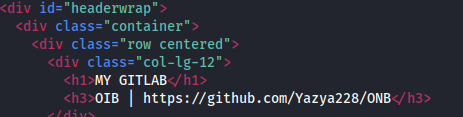 <div id="headerwrap">
<div class="container">
<div class="row centered">
<div class="col-lg-12">
<h1>MY GITLAB</h1>
<h3>OIB | https://github.com/Yazya228/ONB</h3>
</div>